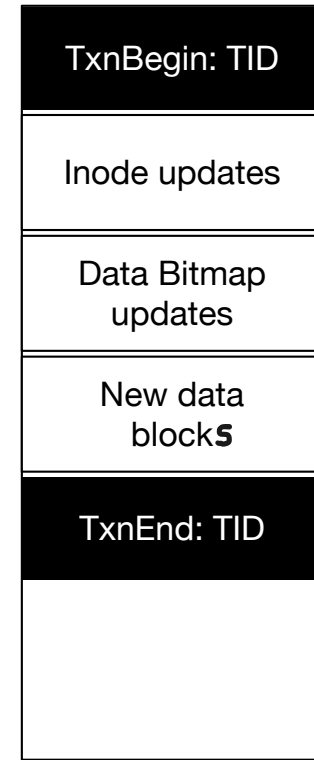 TxnBegin: TID
Inode updates
Data Bitmap
updates
New data
blocks
TxnEnd: TID